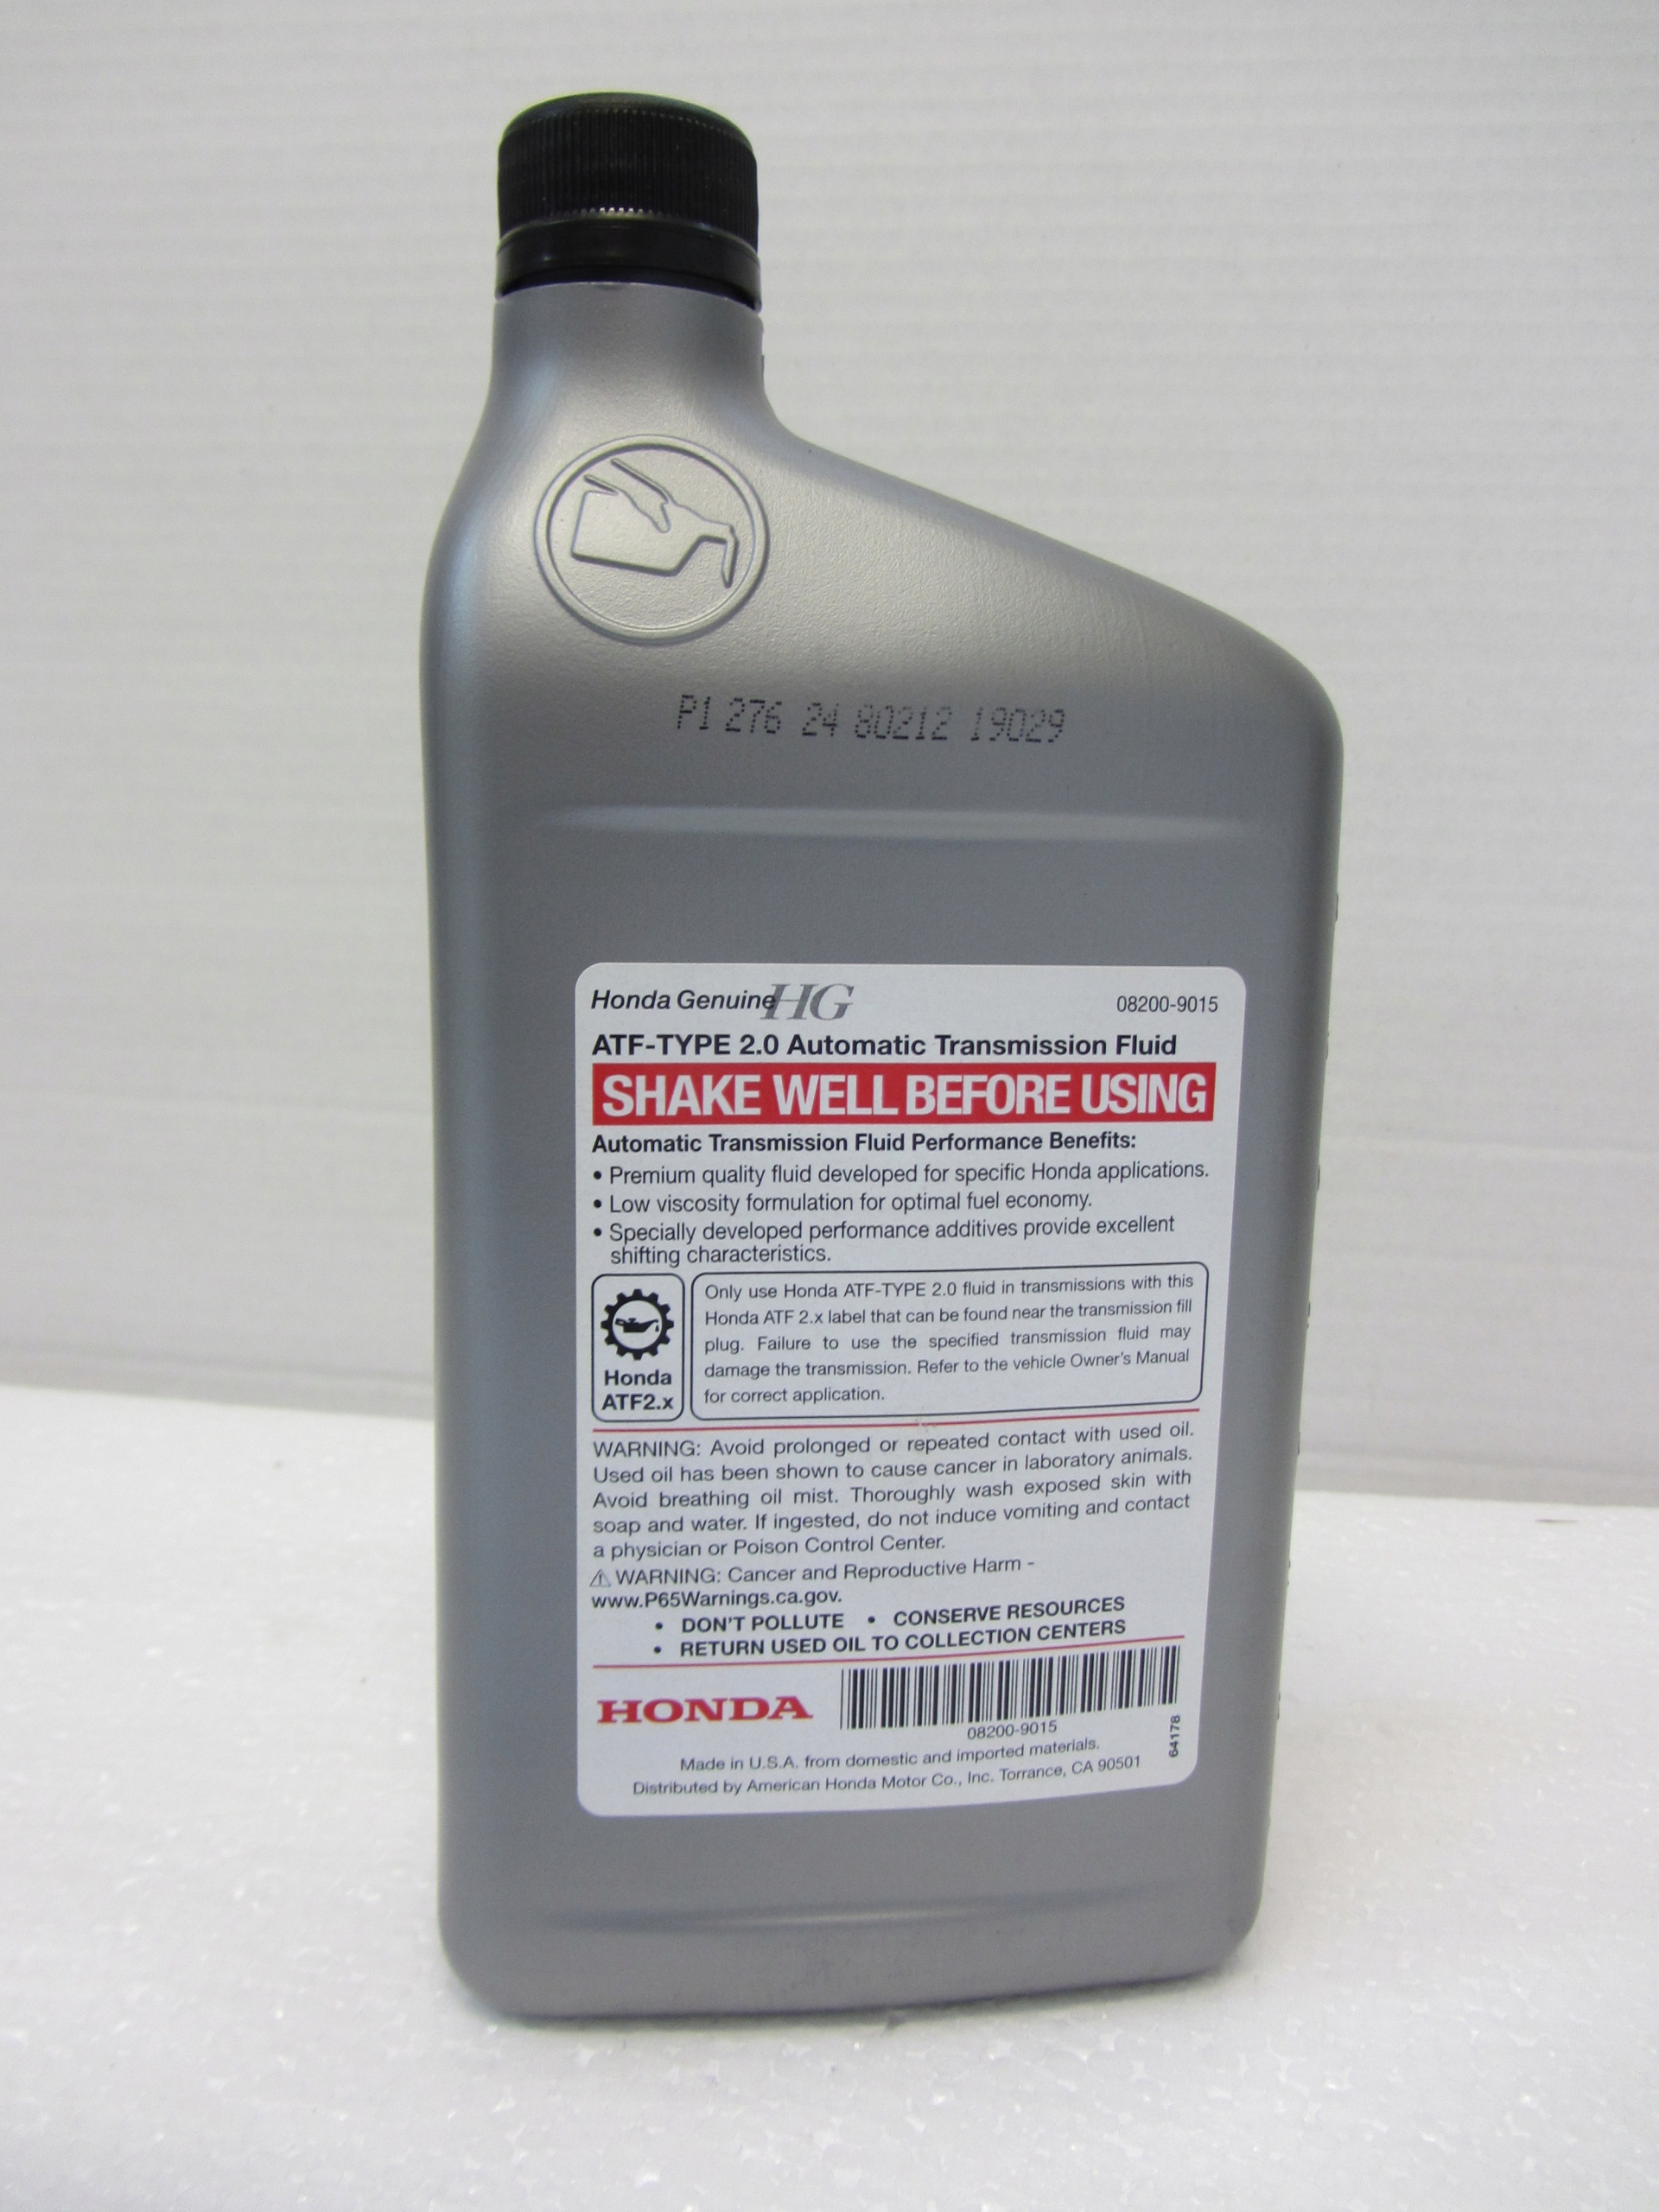 P1 276 24 80212 19029
Honda Genuine HG 08200-9015
ATF-TYPE 2.0 Automatic Transmission Fluid
SHAKE WELL BEFORE USING
Automatic Transmission Fluid Performance Benefits:
• Premium quality fluid developed for specific Honda applications.
• Low viscosity formulation for optimal fuel economy.
• Specially developed performance additives provide excellent
shifting characteristics.
Honda
ATF2.x
Only use Honda ATF-TYPE 2.0 fluid in transmissions with this
Honda ATF 2.x label that can be found near the transmission fill
plug. Failure to use the specified transmission fluid may
damage the transmission. Refer to the vehicle Owner's Manual
for correct application.
WARNING: Avoid prolonged or repeated contact with used oil.
Used oil has been shown to cause cancer in laboratory animals.
Avoid breathing oil mist. Thoroughly wash exposed skin with
soap and water. If ingested, do not induce vomiting and contact
a physician or Poison Control Center.
⚠ WARNING: Cancer and Reproductive Harm -
www.P65Warnings.ca.gov.
• DON'T POLLUTE • CONSERVE RESOURCES
• RETURN USED OIL TO COLLECTION CENTERS
HONDA
08200-9015
64178
Made in U.S.A. from domestic and imported materials.
Distributed by American Honda Motor Co., Inc. Torrance, CA 90501